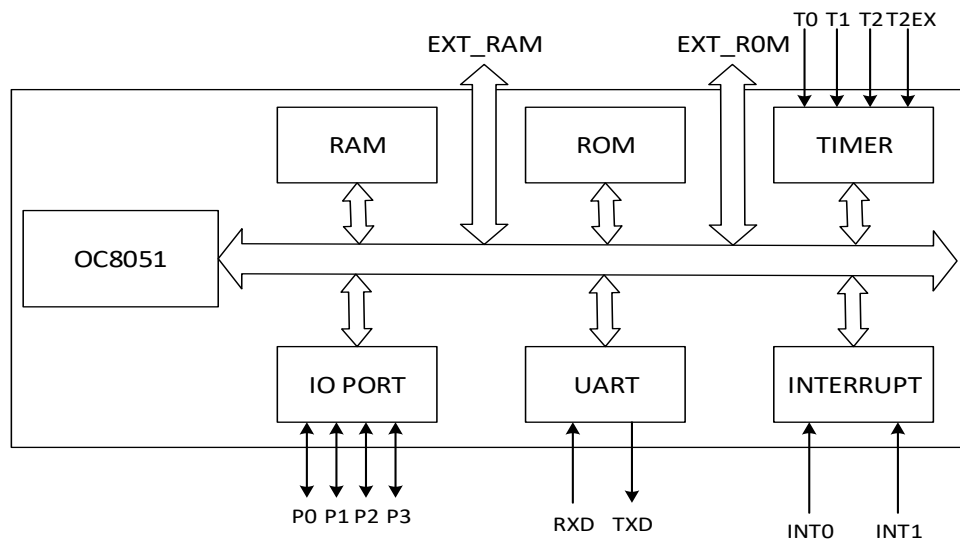 T0 T1 T2 T2EX
EXT_RAM EXT_R0M
RAM ROM TIMER
OC8051
IO PORT UART INTERRUPT
P0 P1 P2 P3 RXD TXD INT0 INT1